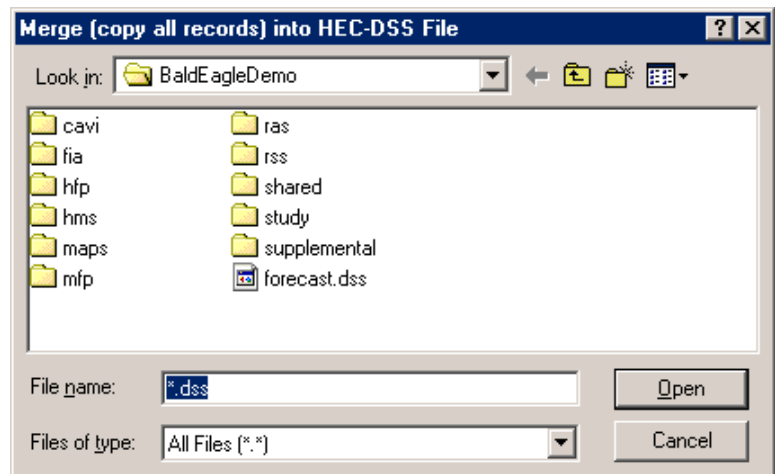 Merge (copy all records) into HEC-DSS File
Look in: BaldEagleDemo
cavi
fia
hfp
hms
maps
mfp
ras
rss
shared
study
supplemental
forecast.dss
File name: *.dss
Open
Files of type: All Files (*.*)
Cancel